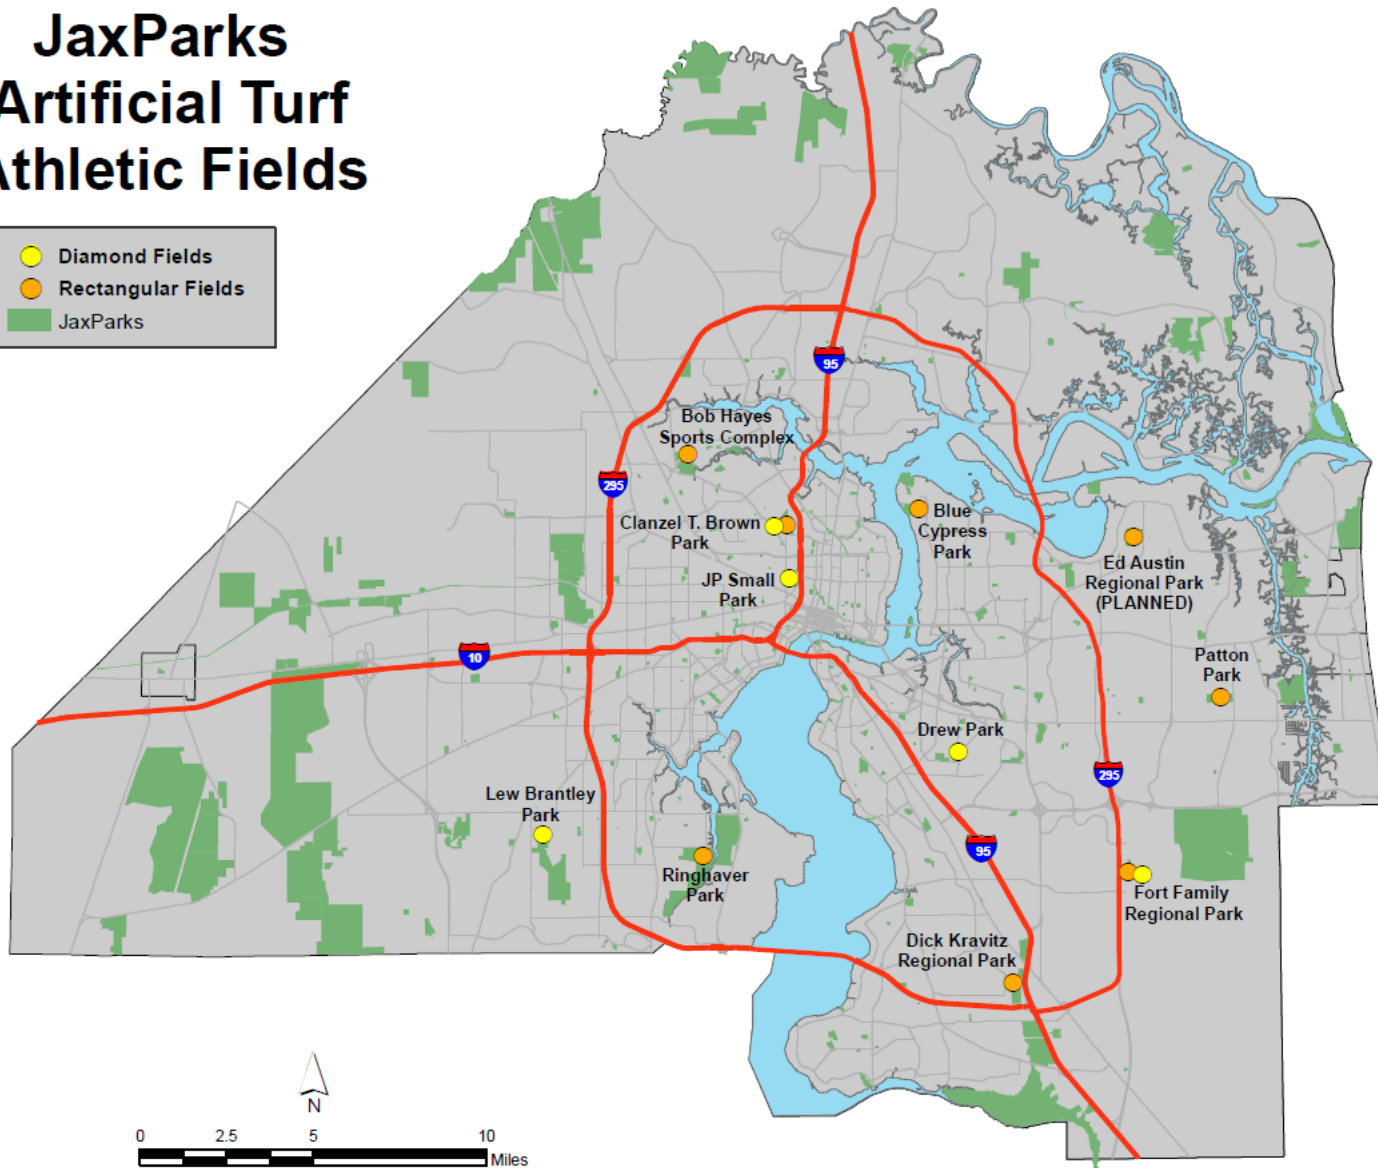 JaxParks
Artificial Turf
Athletic Fields
Diamond Fields
Rectangular Fields
JaxParks
95
Bob Hayes
Sports Complex
295
Clanzel T. Brown
Park
Blue
Cypress
Park
Ed Austin
Regional Park
(PLANNED)
JP Small
Park
10
Patton
Park
Drew Park
295
Lew Brantley
Park
95
Ringhaver
Park
Fort Family
Regional Park
Dick Kravitz
Regional Park
N
0 2.5 5 10
Miles